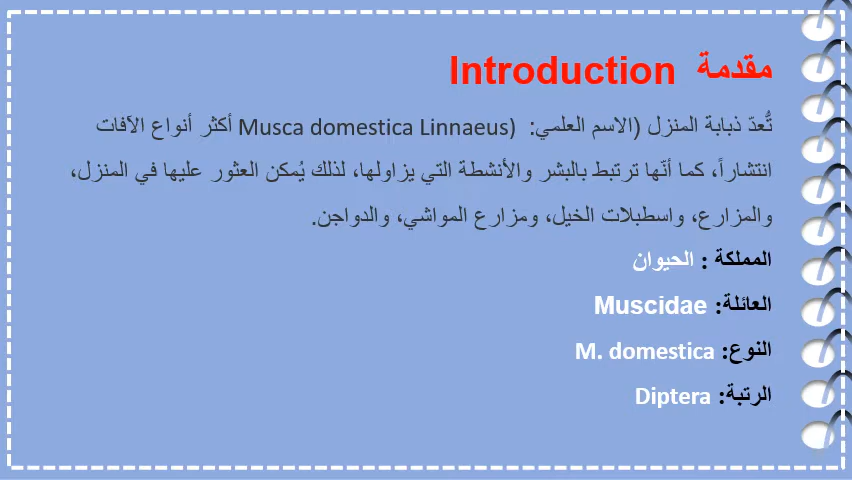 مقدمة Introduction
تُّعدّ ذبابة المنزل (الاسم العلمي: Musca domestica Linnaeus) أكثر أنواع الآفات
انتشاراً، كما أنّها ترتبط بالبشر والأنشطة التي يزاولها، لذلك يُمكن العثور عليها في المنزل،
والمزارع، واسطبلات الخيل، ومزارع المواشي، والدواجن.
المملكة : الحيوان
العائلة: Muscidae
النوع: M. domestica
الرتبة: Diptera